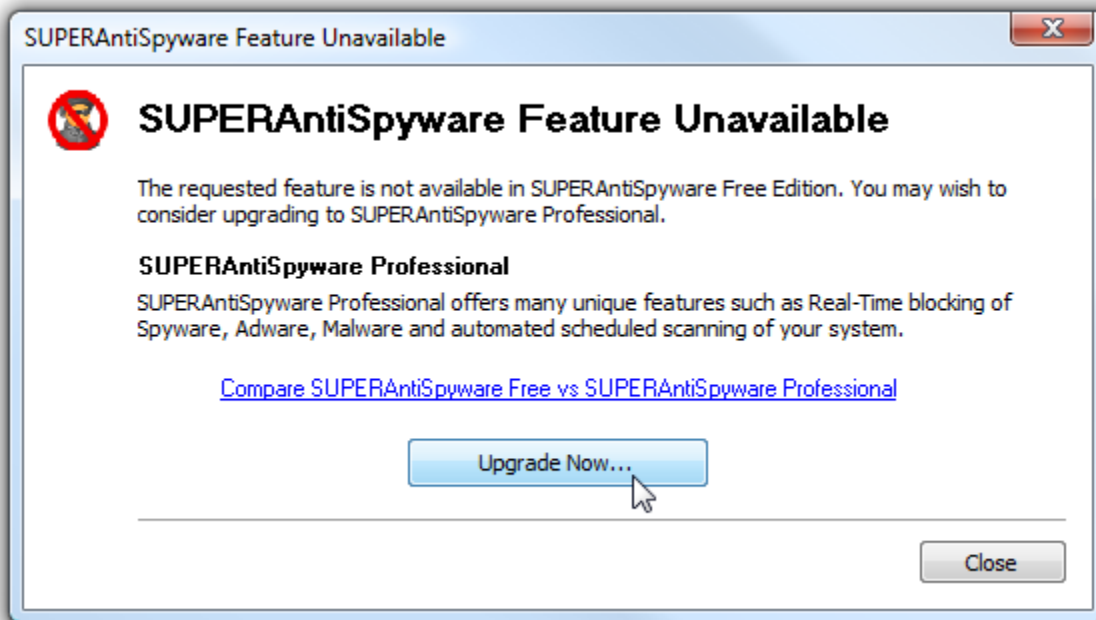 SUPERAntiSpyware Feature Unavailable
SUPERAntiSpyware Feature Unavailable
The requested feature is not available in SUPERAntiSpyware Free Edition. You may wish to
consider upgrading to SUPERAntiSpyware Professional.
SUPERAntiSpyware Professional
SUPERAntiSpyware Professional offers many unique features such as Real-Time blocking of
Spyware, Adware, Malware and automated scheduled scanning of your system.
Compare SUPERAntiSpyware Free vs SUPERAntiSpyware Professional
Upgrade Now...
Close